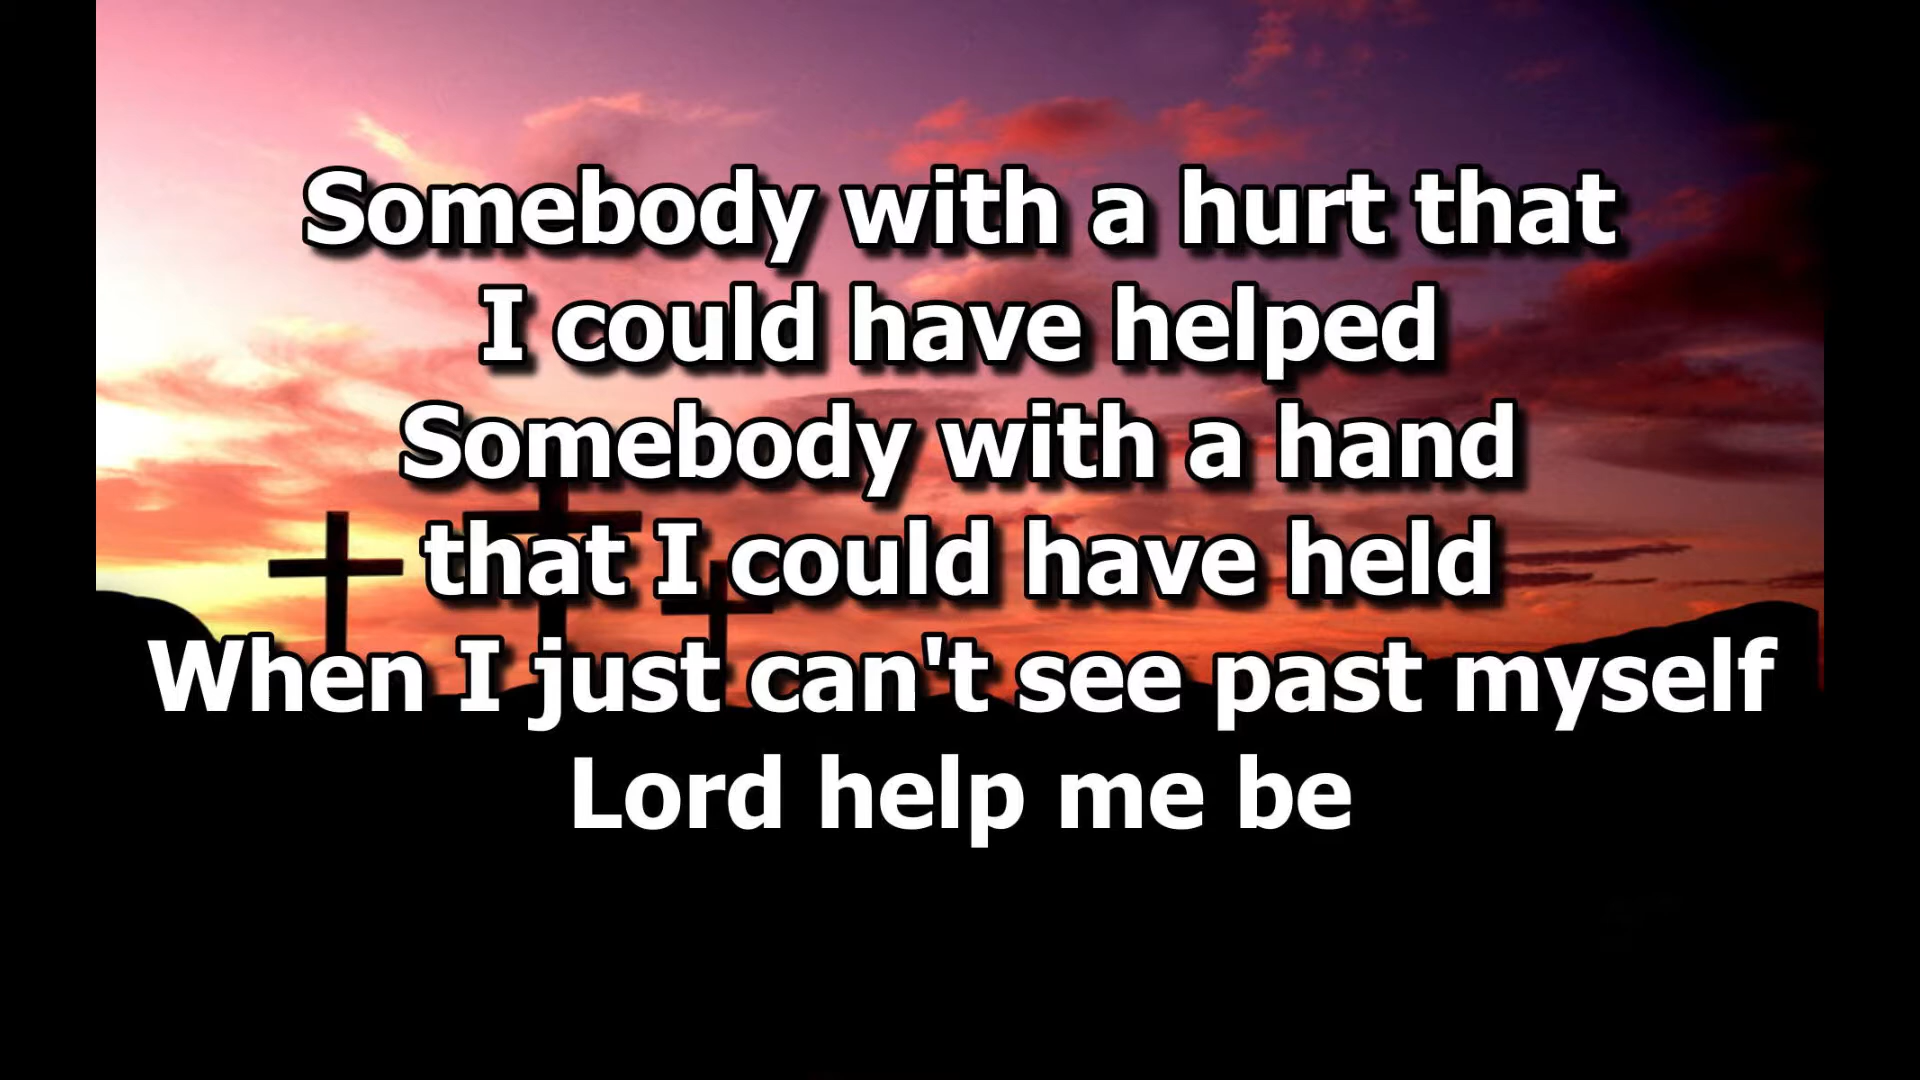 Somebody with a hurt that
I could have helped
Somebody with a hand
that I could have held
When I just can't see past myself
Lord help me be